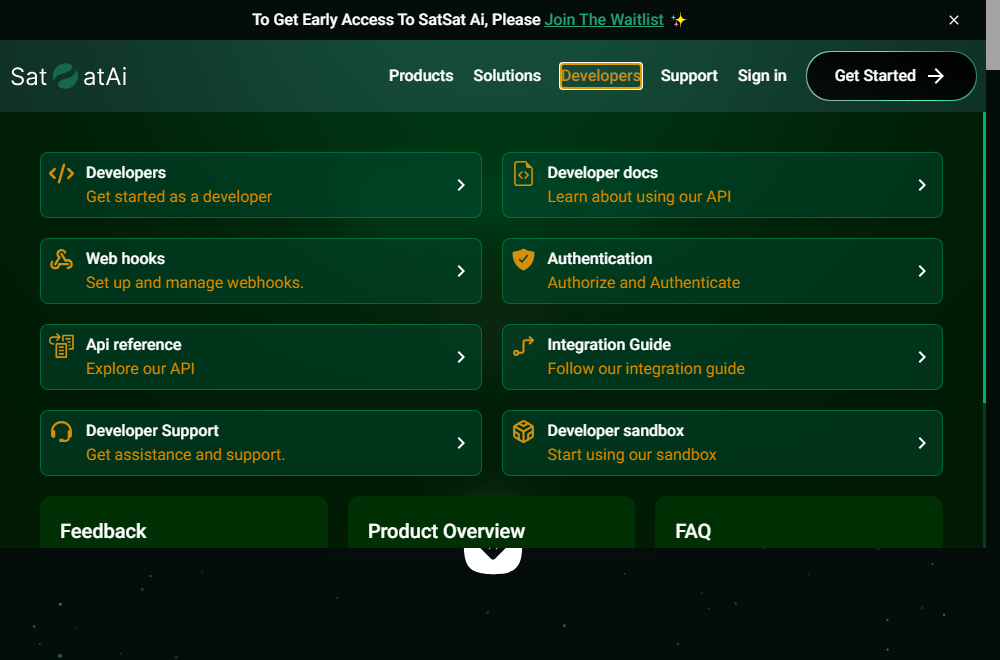 To Get Early Access To SatSat Ai, Please Join The Waitlist ✨
Sat atAi
Products Solutions Developers Support Sign in Get Started
Developers
Get started as a developer
Developer docs
Learn about using our API
Web hooks
Set up and manage webhooks.
Authentication
Authorize and Authenticate
Api reference
Explore our API
Integration Guide
Follow our integration guide
Developer Support
Get assistance and support.
Developer sandbox
Start using our sandbox
Feedback
Product Overview
FAQ